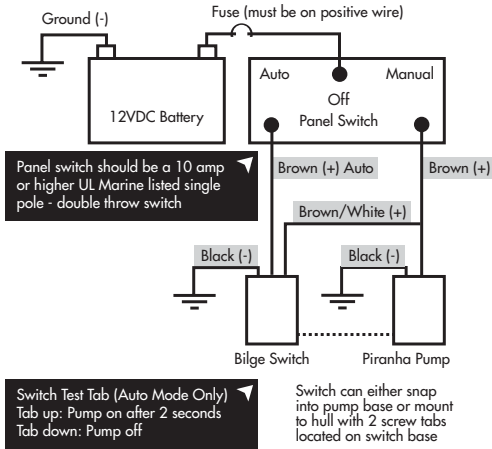 Ground (-)
Fuse (must be on positive wire)
12VDC Battery
Auto
Manual
Off
Panel Switch
Panel switch should be a 10 amp
or higher UL Marine listed single
pole - double throw switch
Brown (+) Auto
Brown (+)
Brown/White (+)
Black (-)
Black (-)
Bilge Switch
Piranha Pump
Switch Test Tab (Auto Mode Only)
Tab up: Pump on after 2 seconds
Tab down: Pump off
Switch can either snap
into pump base or mount
to hull with 2 screw tabs
located on switch base